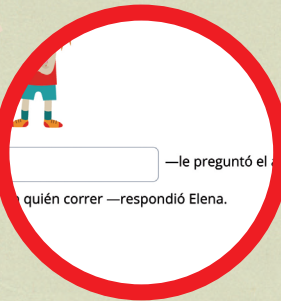 —le preguntó el
quién correr —respondió Elena.